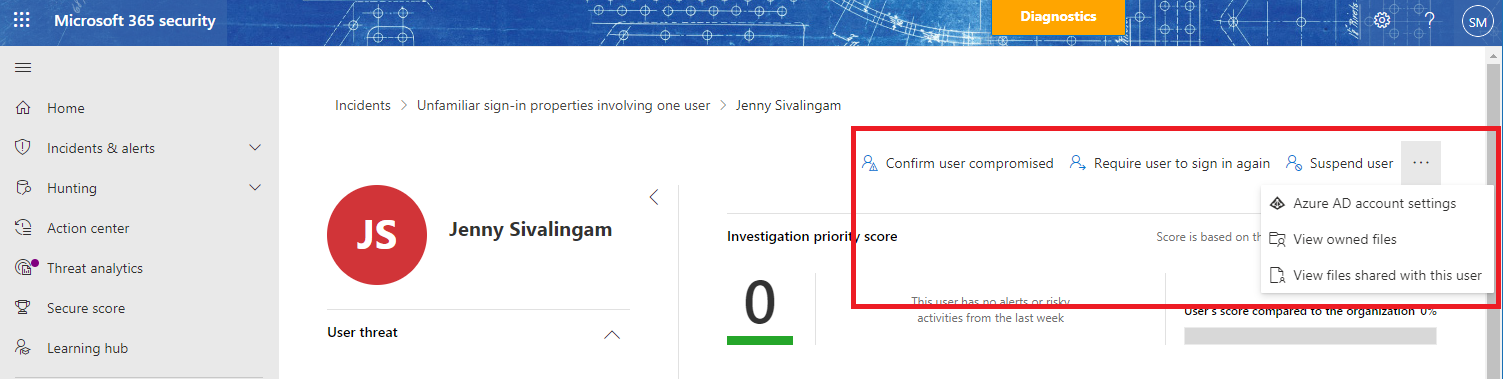 Microsoft 365 security
Diagnostics
?
SM
Home
Incidents & alerts
Hunting
Action center
Threat analytics
Secure score
Learning hub
Incidents > Unfamiliar sign-in properties involving one user > Jenny Sivalingam
Confirm user compromised Require user to sign in again Suspend user ...
Azure AD account settings
View owned files
View files shared with this user
JS
Jenny Sivalingam
User threat
Investigation priority score
Score is based on th
0
This user has no alerts or risky
activities from the last week
User's score compared to the organization 0%